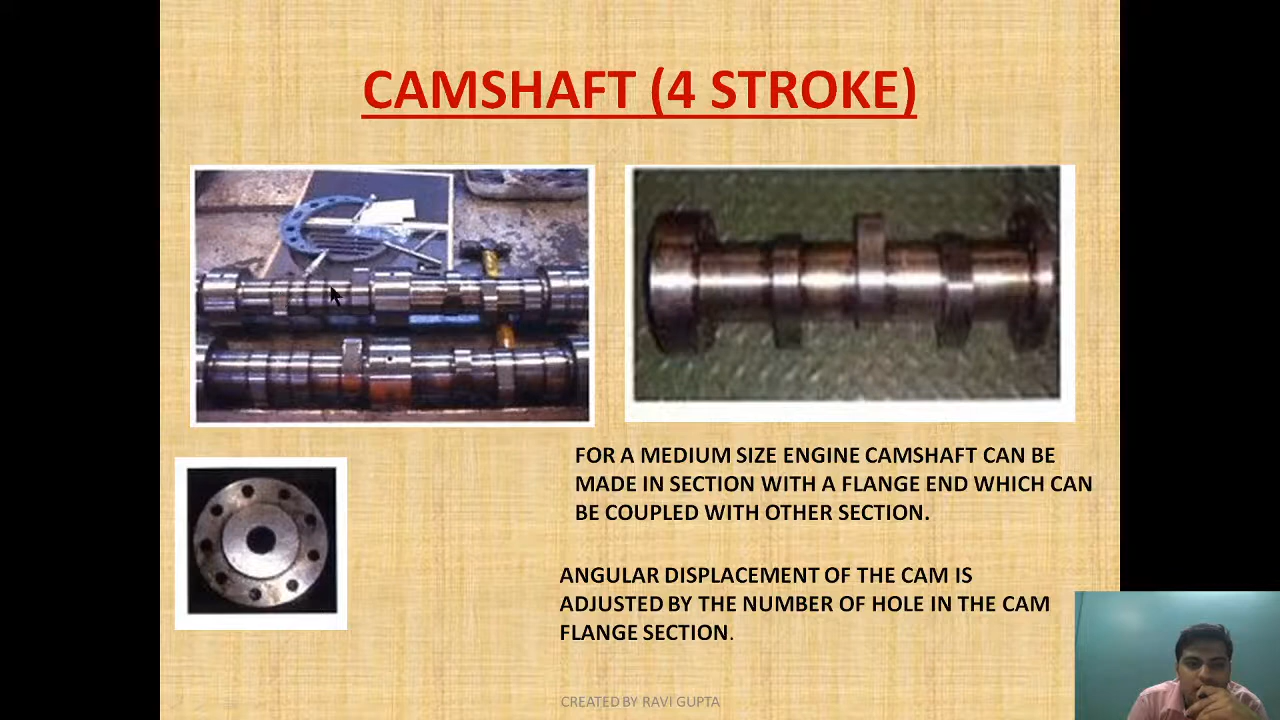 CAMSHAFT (4 STROKE)
FOR A MEDIUM SIZE ENGINE CAMSHAFT CAN BE
MADE IN SECTION WITH A FLANGE END WHICH CAN
BE COUPLED WITH OTHER SECTION.
ANGULAR DISPLACEMENT OF THE CAM IS
ADJUSTED BY THE NUMBER OF HOLE IN THE CAM
FLANGE SECTION.
CREATED BY RAVI GUPTA